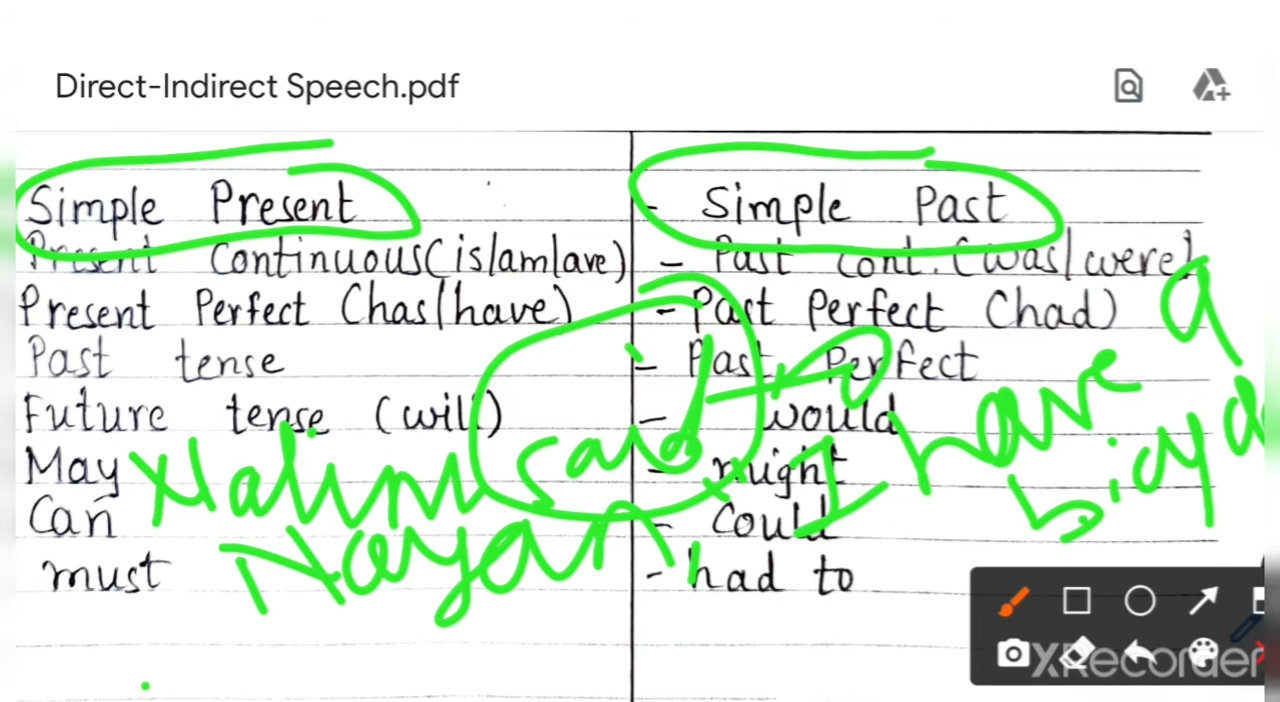 Direct-Indirect Speech.pdf
Simple Present - Simple Past
Present Continuous (is/am/are) - Past Cont. (was/were)
Present Perfect (has/have) - Past Perfect (had)
Past tense - Past Perfect
Future tense (will) - would
May - might
Can - could
must - had to
said to
Nayan, I have a
XRecorder